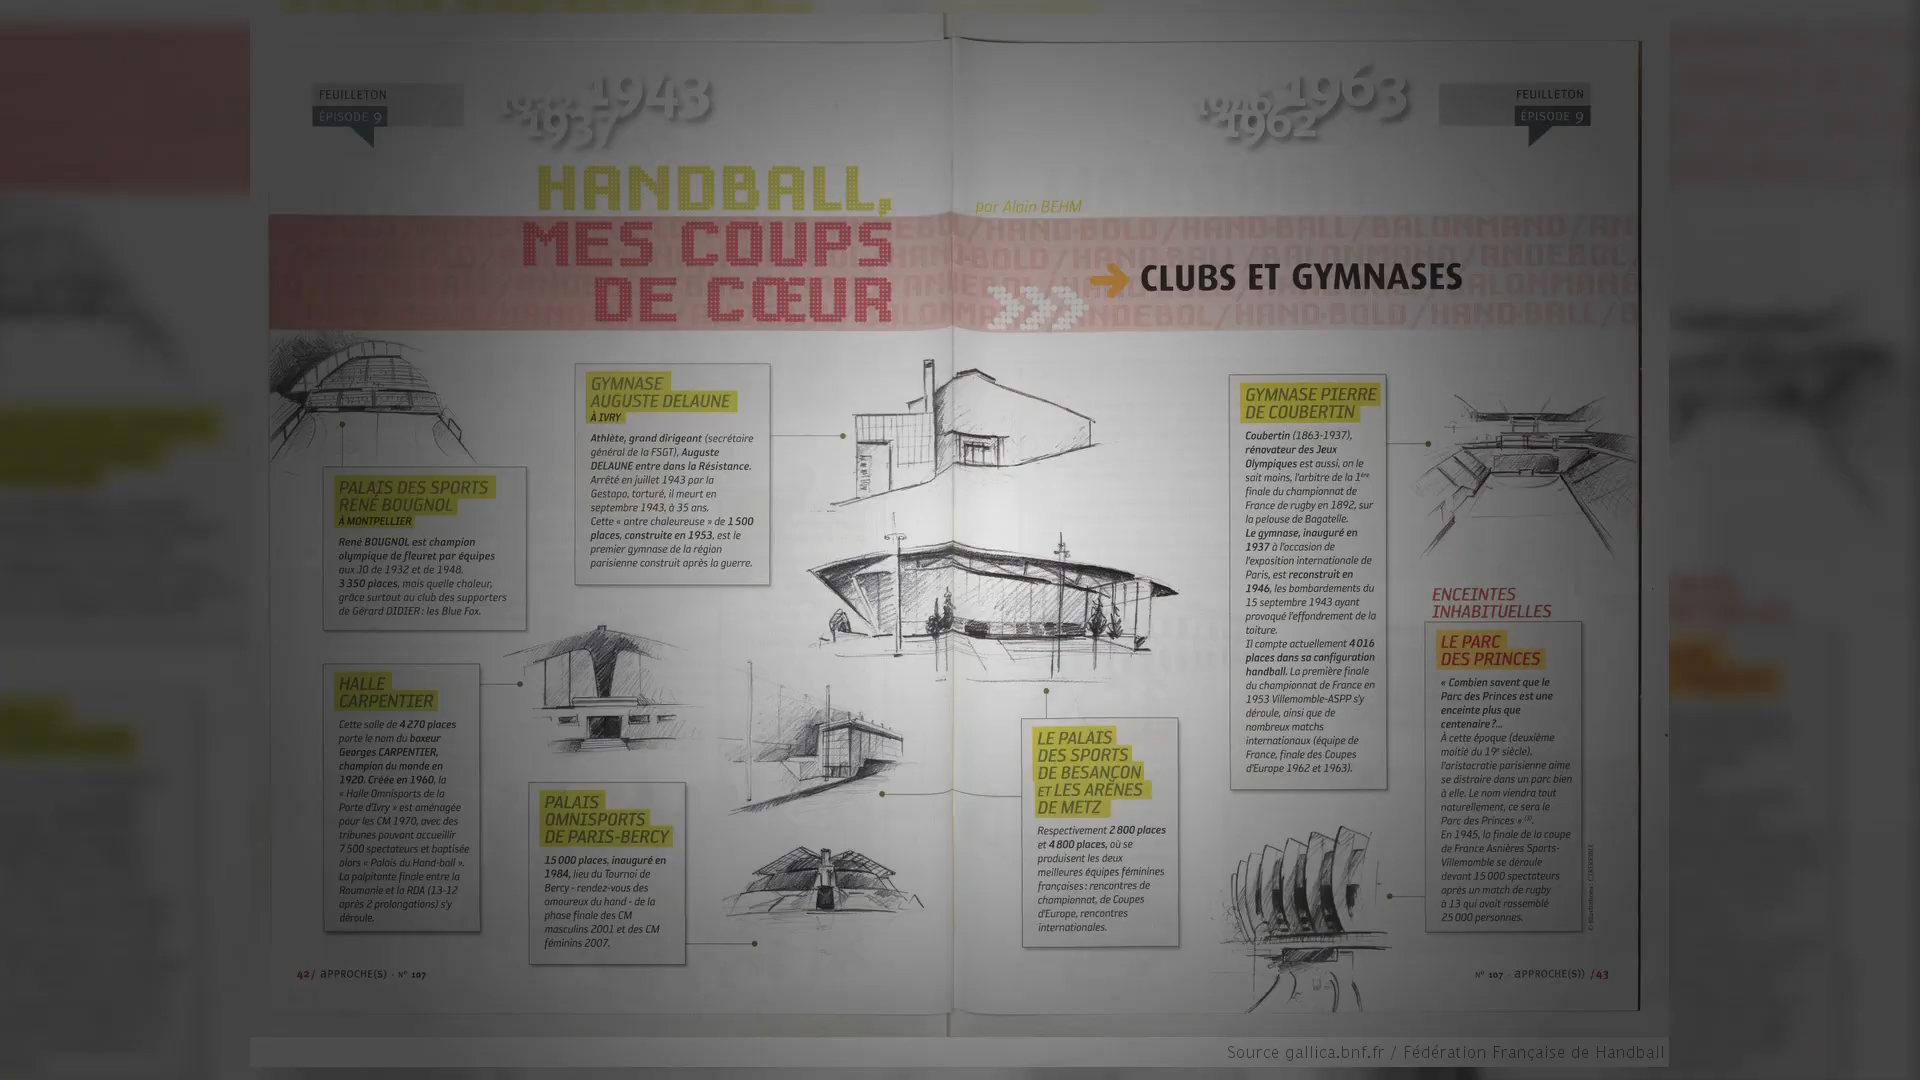 FEUILLETON
ÉPISODE 9
1932 1943
1937
HANDBALL,
MES COUPS
DE CŒUR
1946 1963
1962
FEUILLETON
ÉPISODE 9
par Alain BEHM
CLUBS ET GYMNASES
PALAIS DES SPORTS
RENÉ BOUGNOL
À MONTPELLIER
René BOUGNOL est champion
olympique de fleuret par équipes
aux JO de 1932 et de 1948.
3 350 places, mais quelle chaleur,
grâce surtout au club des supporters
de Gérard DIDIER : les Blue Fox.
HALLE
CARPENTIER
Cette salle de 4 270 places
porte le nom du boxeur
Georges CARPENTIER,
champion du monde en
1920. Créée en 1960, la
« Halle Omnisports de la
Porte d'Ivry » est aménagée
pour les CM 1970, avec des
tribunes pouvant accueillir
7 500 spectateurs et baptisée
alors « Palais du Hand-ball ».
La palpitante finale entre la
Roumanie et la RDA (13-12
après 2 prolongations) s'y
déroule.
GYMNASE
AUGUSTE DELAUNE
À IVRY
Athlète, grand dirigeant (secrétaire
général de la FSGT), Auguste
DELAUNE entre dans la Résistance.
Arrêté en juillet 1943 par la
Gestapo, torturé, il meurt en
septembre 1943, à 35 ans.
Cette « antre chaleureuse » de 1 500
places, construite en 1953, est le
premier gymnase de la région
parisienne construit après la guerre.
PALAIS
OMNISPORTS
DE PARIS-BERCY
15 000 places, inauguré en
1984, lieu du Tournoi de
Bercy - rendez-vous des
amoureux du hand - de la
phase finale des CM
masculins 2001 et des CM
féminins 2007.
LE PALAIS
DES SPORTS
DE BESANÇON
ET LES ARÈNES
DE METZ
Respectivement 2 800 places
et 4 800 places, où se
produisent les deux
meilleures équipes féminines
françaises : rencontres de
championnat, de Coupes
d'Europe, rencontres
internationales.
GYMNASE PIERRE
DE COUBERTIN
Coubertin (1863-1937),
rénovateur des Jeux
Olympiques est aussi, on le
sait moins, l'arbitre de la 1ère
finale du championnat de
France de rugby en 1892, sur
la pelouse de Bagatelle.
Le gymnase, inauguré en
1937 à l'occasion de
l'exposition internationale de
Paris, est reconstruit en
1946, les bombardements du
15 septembre 1943 ayant
provoqué l'effondrement de la
toiture.
Il compte actuellement 4 016
places dans sa configuration
handball. La première finale
du championnat de France en
1953 Villemomble-ASPP s'y
déroule, ainsi que de
nombreux matchs
internationaux (équipe de
France, finale des Coupes
d'Europe 1962 et 1963).
ENCEINTES
INHABITUELLES
LE PARC
DES PRINCES
« Combien savent que le
Parc des Princes est une
enceinte plus que
centenaire ?...
À cette époque (deuxième
moitié du 19e siècle),
l'aristocratie parisienne aime
se distraire dans un parc bien
à elle. Le nom viendra tout
naturellement, ce sera le
Parc des Princes »
En 1945, la finale de la coupe
de France Asnières Sports-
Villemomble se déroule
devant 15 000 spectateurs
après un match de rugby
à 13 qui avait rassemblé
25 000 personnes.
42/ APPROCHE(S) - N° 107
N° 107 - APPROCHE(S) /43
Source gallica.bnf.fr / Fédération Française de Handball